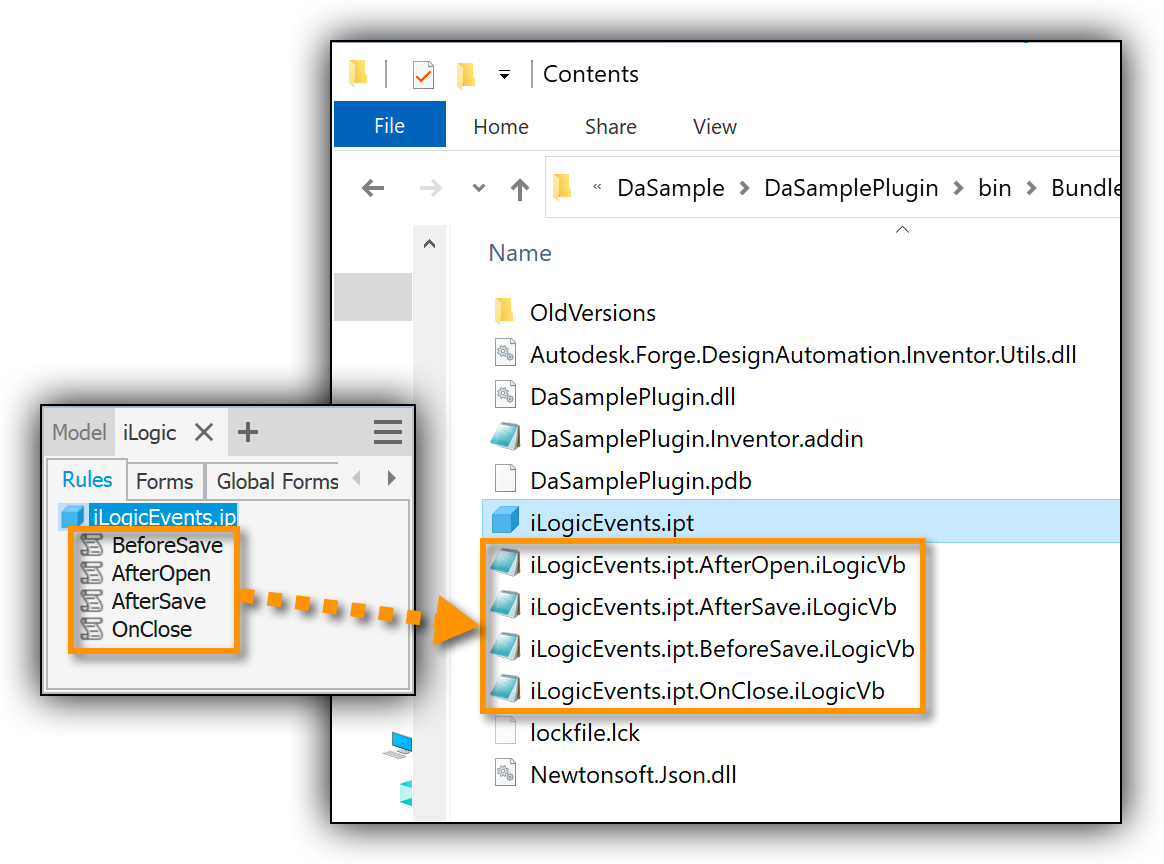 Contents
File Home Share View
« DaSample > DaSamplePlugin > bin > Bundle
Name
OldVersions
Autodesk.Forge.DesignAutomation.Inventor.Utils.dll
DaSamplePlugin.dll
DaSamplePlugin.Inventor.addin
DaSamplePlugin.pdb
iLogicEvents.ipt
iLogicEvents.ipt.AfterOpen.iLogicVb
iLogicEvents.ipt.AfterSave.iLogicVb
iLogicEvents.ipt.BeforeSave.iLogicVb
iLogicEvents.ipt.OnClose.iLogicVb
lockfile.lck
Newtonsoft.Json.dll
Model iLogic
Rules Forms Global Forms
iLogicEvents.ip
BeforeSave
AfterOpen
AfterSave
OnClose